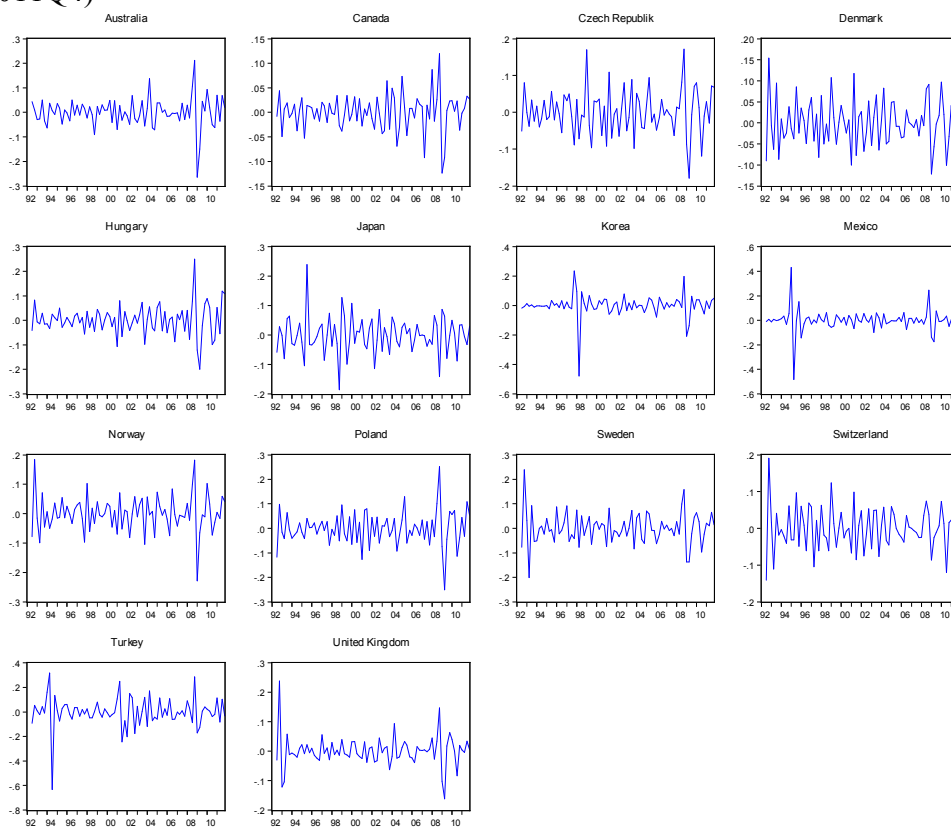 Australia Canada Czech Republik Denmark
.3 .15 .2 .20
.2 .10 .15
.1 .05 .1 .10
.0 .00 .0 .05
-.1 -.05 -.1 .00
-.2 -.10 -.05
-.3 -.15 -.2 -.10
-.15
92 94 96 98 00 02 04 06 08 10 92 94 96 98 00 02 04 06 08 10 92 94 96 98 00 02 04 06 08 10 92 94 96 98 00 02 04 06 08 10
Hungary Japan Korea Mexico
.3 .3 .4 .6
.2 .2 .2 .4
.1 .1 .0 .2
.0 .0 -.2 .0
-.1 -.1 -.4 -.2
-.2 -.2 -.6 -.4
-.3 -.6
92 94 96 98 00 02 04 06 08 10 92 94 96 98 00 02 04 06 08 10 92 94 96 98 00 02 04 06 08 10 92 94 96 98 00 02 04 06 08 10
Norway Poland Sweden Switzerland
.2 .3 .3 .2
.1 .2 .2 .1
.0 .1 .1 .0
-.1 .0 .0 -.1
-.2 -.1 -.1 -.2
-.3 -.2 -.2
-.3 -.3
92 94 96 98 00 02 04 06 08 10 92 94 96 98 00 02 04 06 08 10 92 94 96 98 00 02 04 06 08 10 92 94 96 98 00 02 04 06 08 10
Turkey United Kingdom
.4 .3
.2 .2
.0 .1
-.2 .0
-.4 -.1
-.6 -.2
-.8
92 94 96 98 00 02 04 06 08 10 92 94 96 98 00 02 04 06 08 10